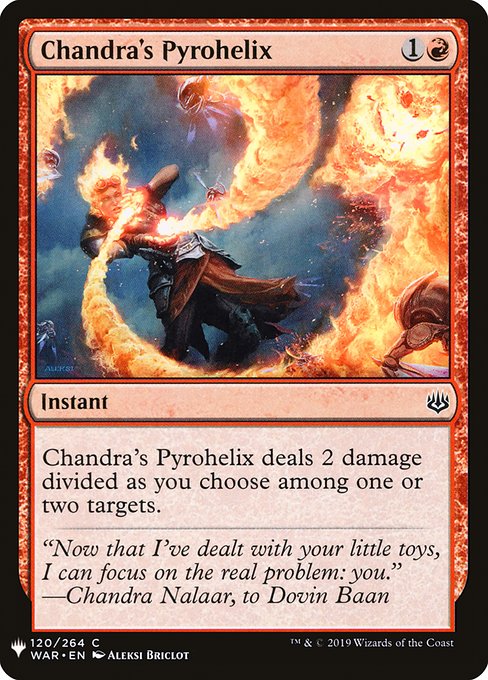 Chandra's Pyrohelix 1
ALEKSI
Instant
Chandra's Pyrohelix deals 2 damage
divided as you choose among one or
two targets.
“Now that I've dealt with your little toys,
I can focus on the real problem: you.”
—Chandra Nalaar, to Dovin Baan
120/264 C
™ & © 2019 Wizards of the Coast
WAR • EN Aleksi Briclot